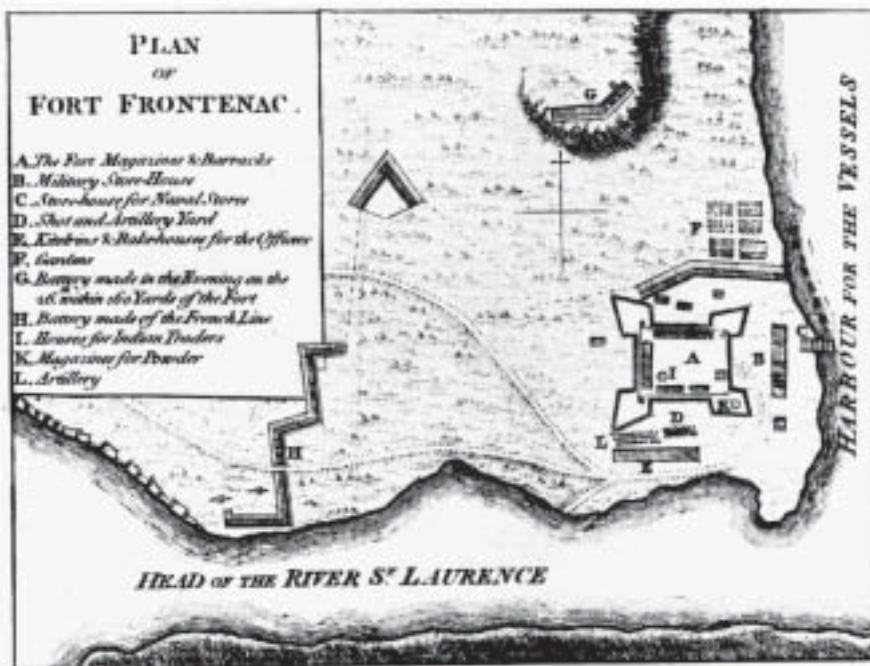 PLAN
OF
FORT FRONTENAC.
A. The Fort Magazines & Barracks
B. Military Store-House
C. Store-house for Naval Stores
D. Shot and Artillery Yard
E. Kitchins & Bakehouses for the Officers
F. Gardens
G. Battery made in the Evening on the
26. within 160 Yards of the Fort
H. Battery made of the French Line
I. Houses for Indian Traders
K. Magazines for Powder
L. Artillery
G
F
HARBOUR FOR THE VESSELS
A
B
C I
K
D
L
E
H
HEAD OF THE RIVER ST. LAURENCE